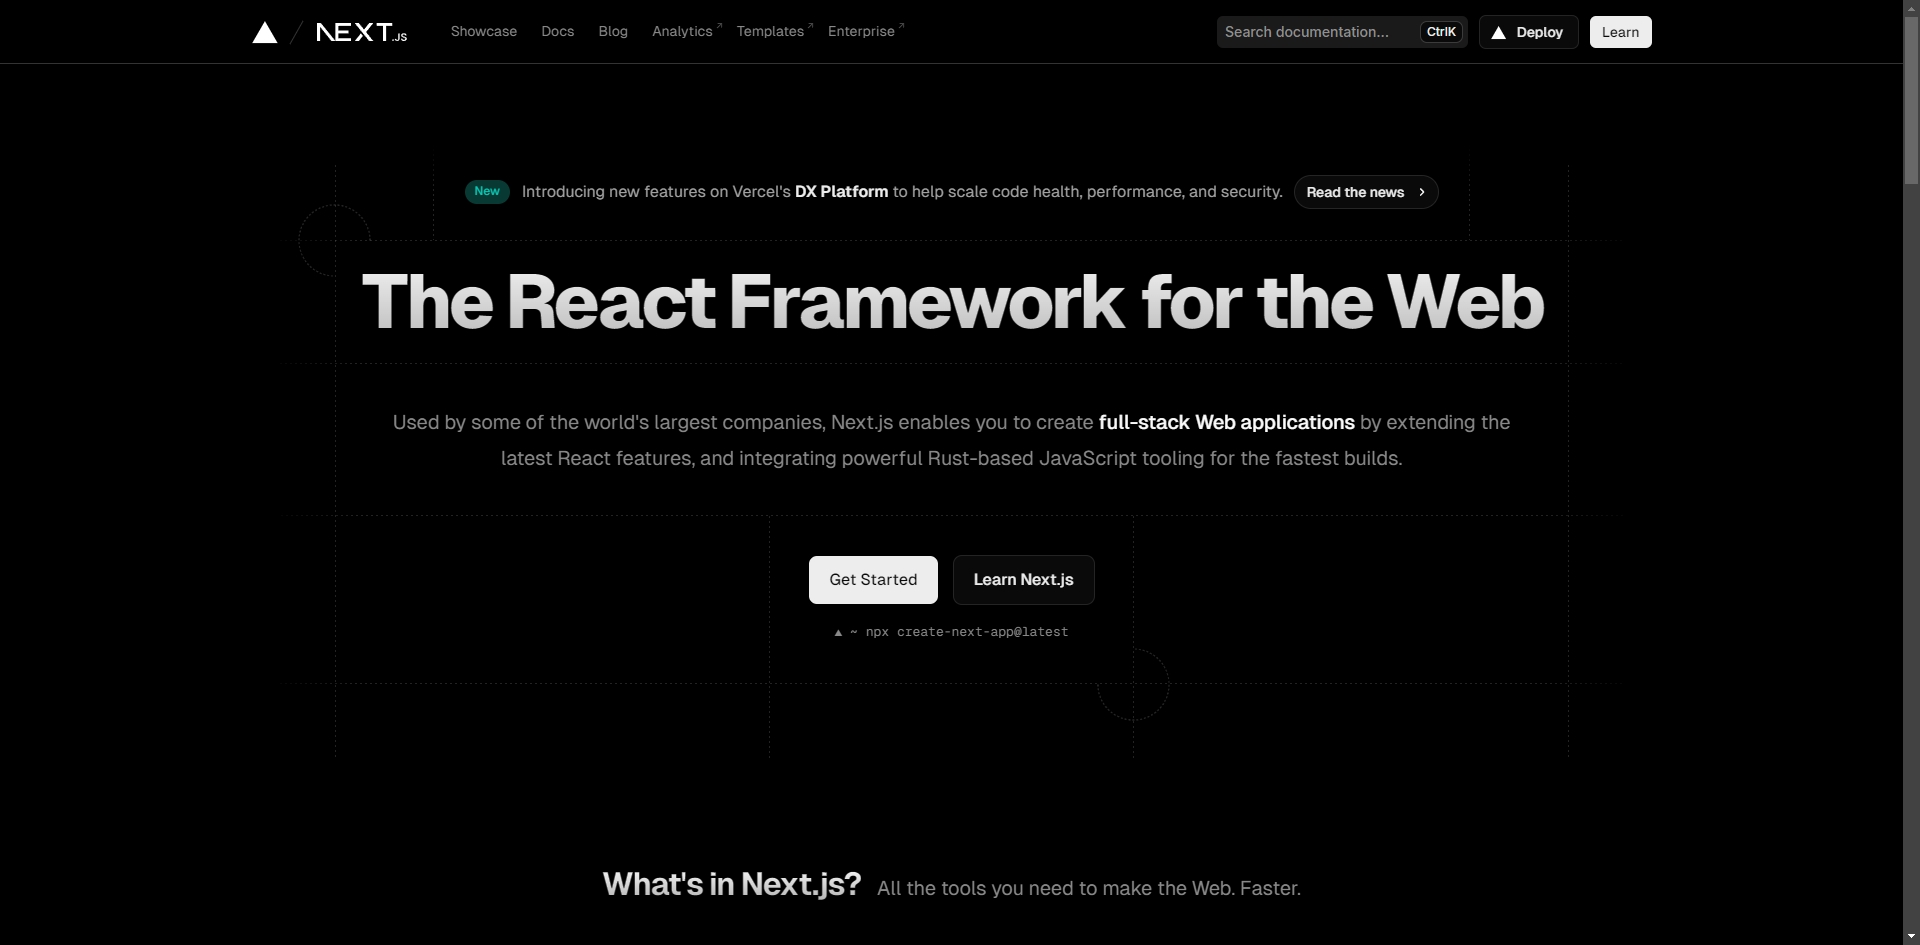 NEXT.JS
Showcase
Docs
Blog
Analytics
Templates
Enterprise
Search documentation...
CtrlK
Deploy
Learn
New
Introducing new features on Vercel's DX Platform to help scale code health, performance, and security.
Read the news
The React Framework for the Web
Used by some of the world's largest companies, Next.js enables you to create full-stack Web applications by extending the
latest React features, and integrating powerful Rust-based JavaScript tooling for the fastest builds.
Get Started
Learn Next.js
▲ ~ npx create-next-app@latest
What's in Next.js?
All the tools you need to make the Web. Faster.